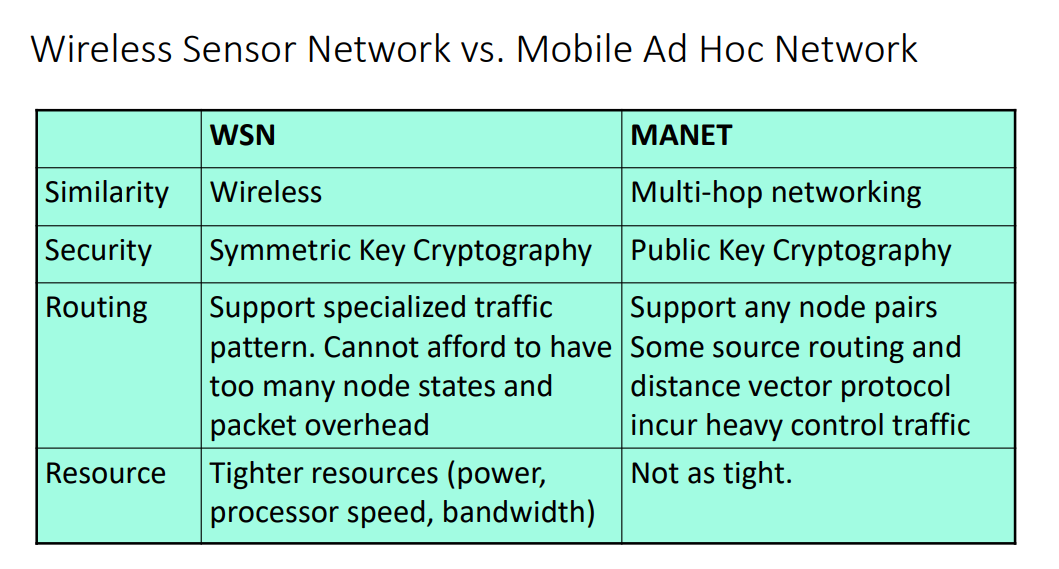 Wireless Sensor Network vs. Mobile Ad Hoc Network
WSN
MANET
Similarity
Wireless
Multi-hop networking
Security
Symmetric Key Cryptography
Public Key Cryptography
Routing
Support specialized traffic
pattern. Cannot afford to have
too many node states and
packet overhead
Support any node pairs
Some source routing and
distance vector protocol
incur heavy control traffic
Resource
Tighter resources (power,
processor speed, bandwidth)
Not as tight.